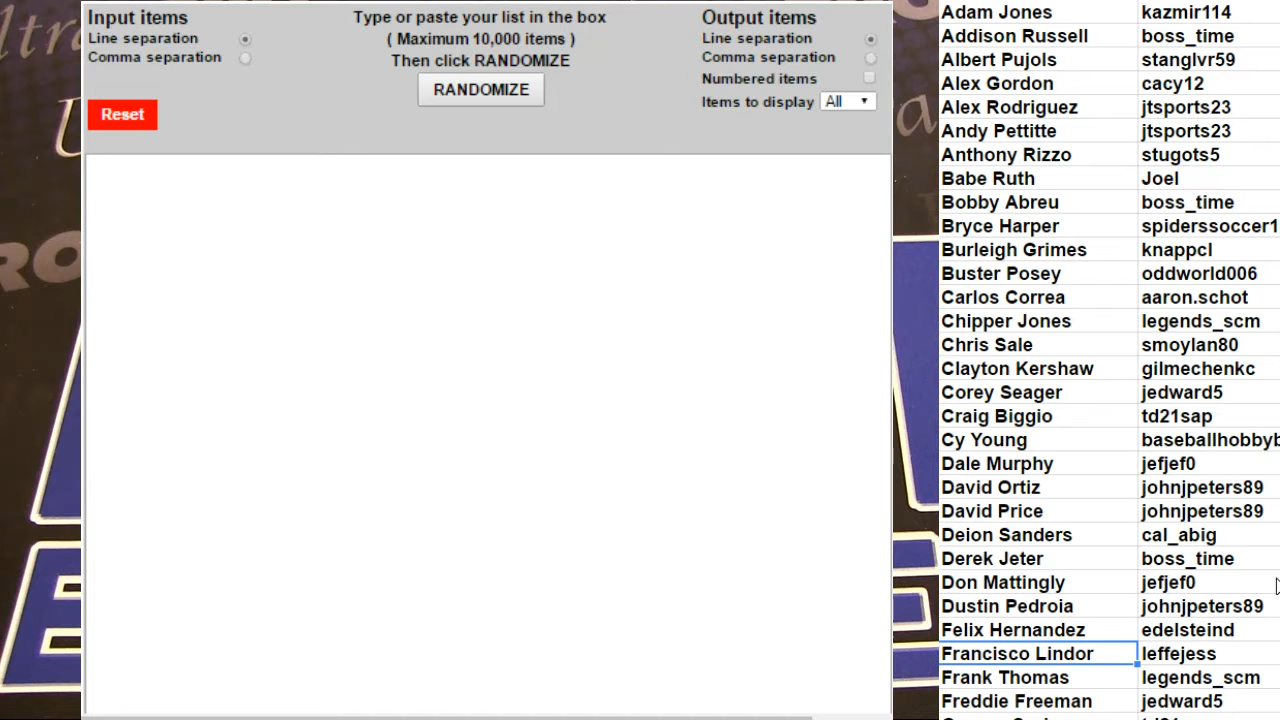 Input items
Line separation
Comma separation
Reset
Type or paste your list in the box
( Maximum 10,000 items )
Then click RANDOMIZE
RANDOMIZE
Output items
Line separation
Comma separation
Numbered items
Items to display All
Adam Jones kazmir114
Addison Russell boss_time
Albert Pujols stanglvr59
Alex Gordon cacy12
Alex Rodriguez jtsports23
Andy Pettitte jtsports23
Anthony Rizzo stugots5
Babe Ruth Joel
Bobby Abreu boss_time
Bryce Harper spiderssoccer1
Burleigh Grimes knappcl
Buster Posey oddworld006
Carlos Correa aaron.schot
Chipper Jones legends_scm
Chris Sale smoylan80
Clayton Kershaw gilmechenkc
Corey Seager jedward5
Craig Biggio td21sap
Cy Young baseballhobbyb
Dale Murphy jefjef0
David Ortiz johnjpeters89
David Price johnjpeters89
Deion Sanders cal_abig
Derek Jeter boss_time
Don Mattingly jefjef0
Dustin Pedroia johnjpeters89
Felix Hernandez edelsteind
Francisco Lindor leffejess
Frank Thomas legends_scm
Freddie Freeman jedward5